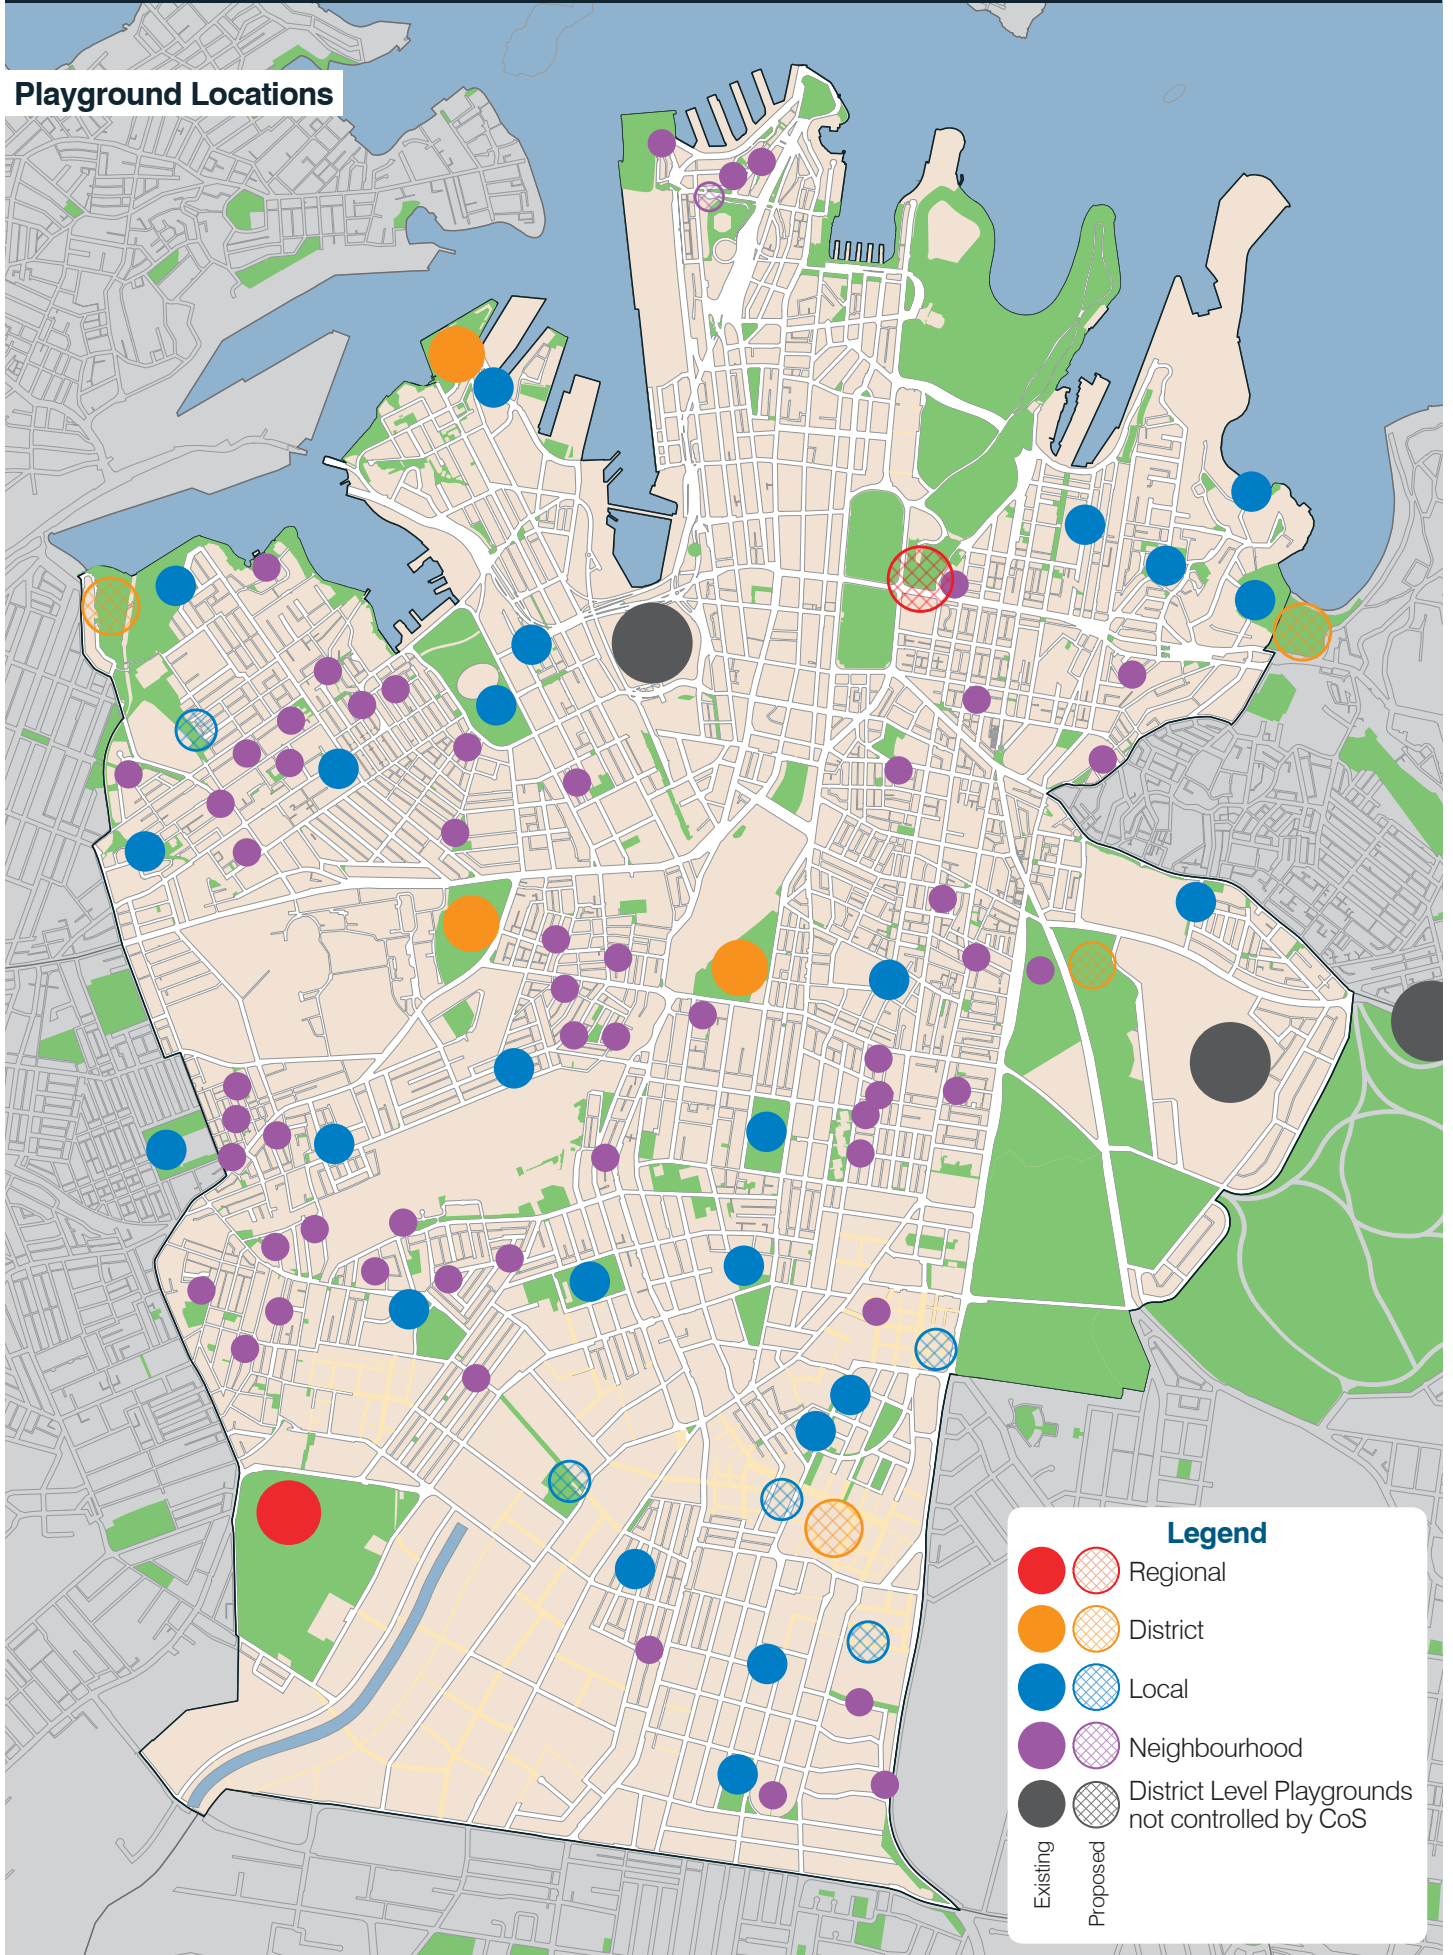 Playground Locations
Legend
Regional
District
Local
Neighbourhood
District Level Playgrounds
not controlled by CoS
Existing
Proposed